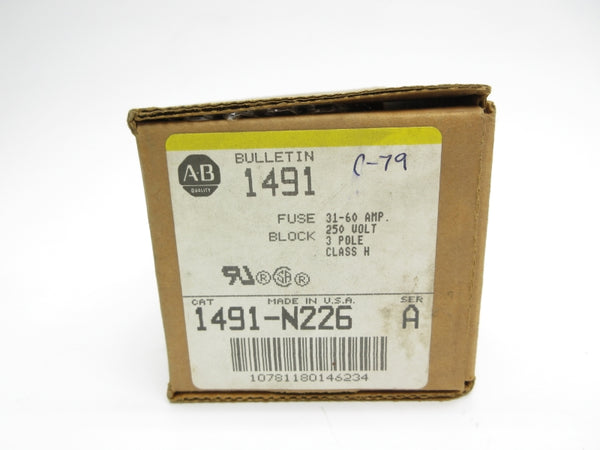 BULLETIN
1491
C-79
A-B
QUALITY
FUSE
BLOCK
31-60 AMP.
250 VOLT
3 POLE
CLASS H
CAT
MADE IN U.S.A.
SER
1491-N226
A
10781180146234